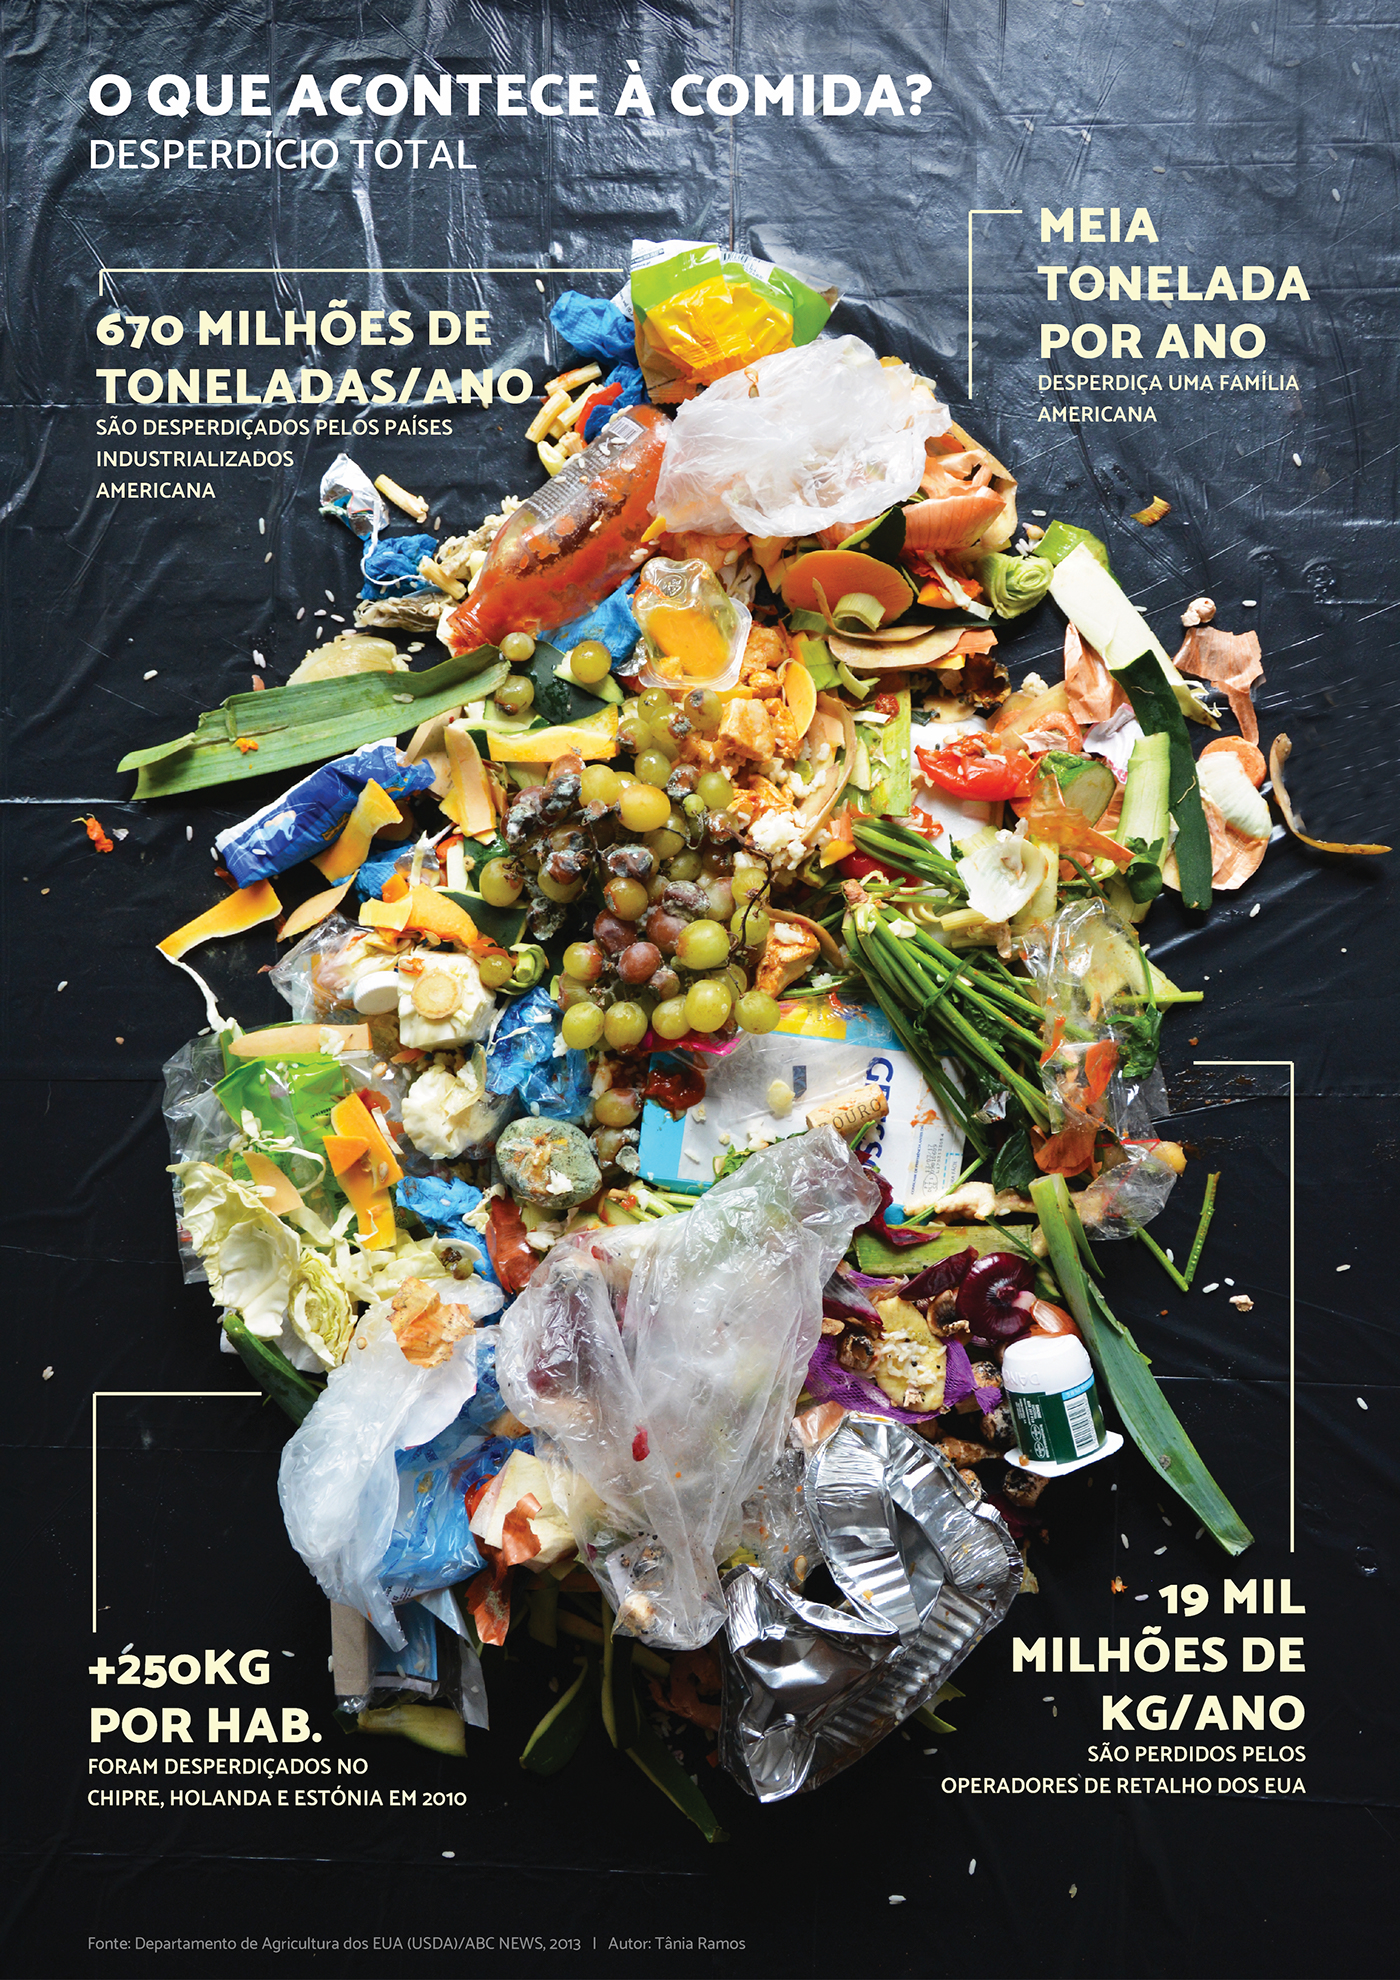 O QUE ACONTECE À COMIDA?
DESPERDÍCIO TOTAL
MEIA
TONELADA
POR ANO
DESPERDIÇA UMA FAMÍLIA
AMERICANA
670 MILHÕES DE
TONELADAS/ANO
SÃO DESPERDIÇADOS PELOS PAÍSES
INDUSTRIALIZADOS
AMERICANA
DOURO
19 MIL
MILHÕES DE
KG/ANO
SÃO PERDIDOS PELOS
OPERADORES DE RETALHO DOS EUA
+250KG
POR HAB.
FORAM DESPERDIÇADOS NO
CHIPRE, HOLANDA E ESTÓNIA EM 2010
Fonte: Departamento de Agricultura dos EUA (USDA)/ABC NEWS, 2013 | Autor: Tânia Ramos